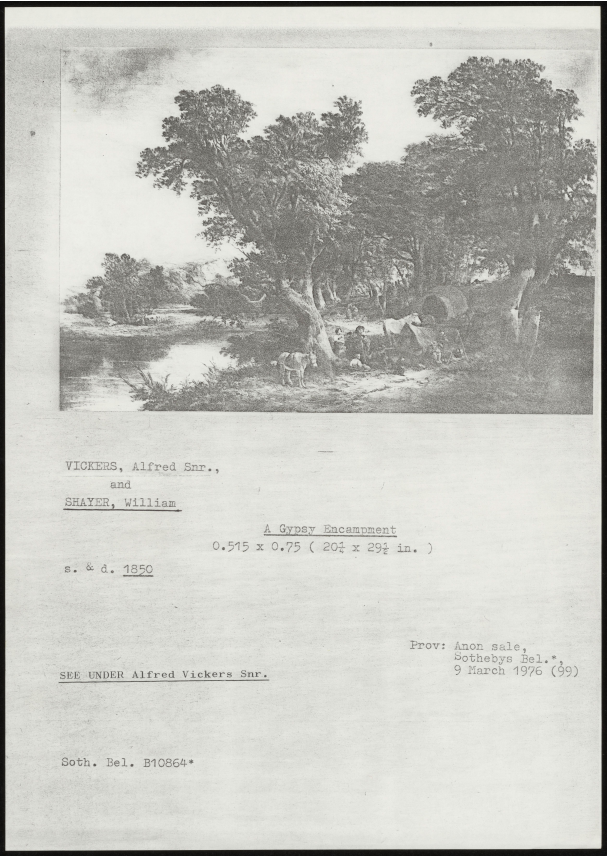 VICKERS, Alfred Snr.,
and
SHAYER, William
A Gypsy Encampment
0.515 x 0.75 ( 20¼ x 29½ in. )
s. & d. 1850
Prov: Anon sale,
Sothebys Bel.*,
9 March 1976 (99)
SEE UNDER Alfred Vickers Snr.
Soth. Bel. B10864*